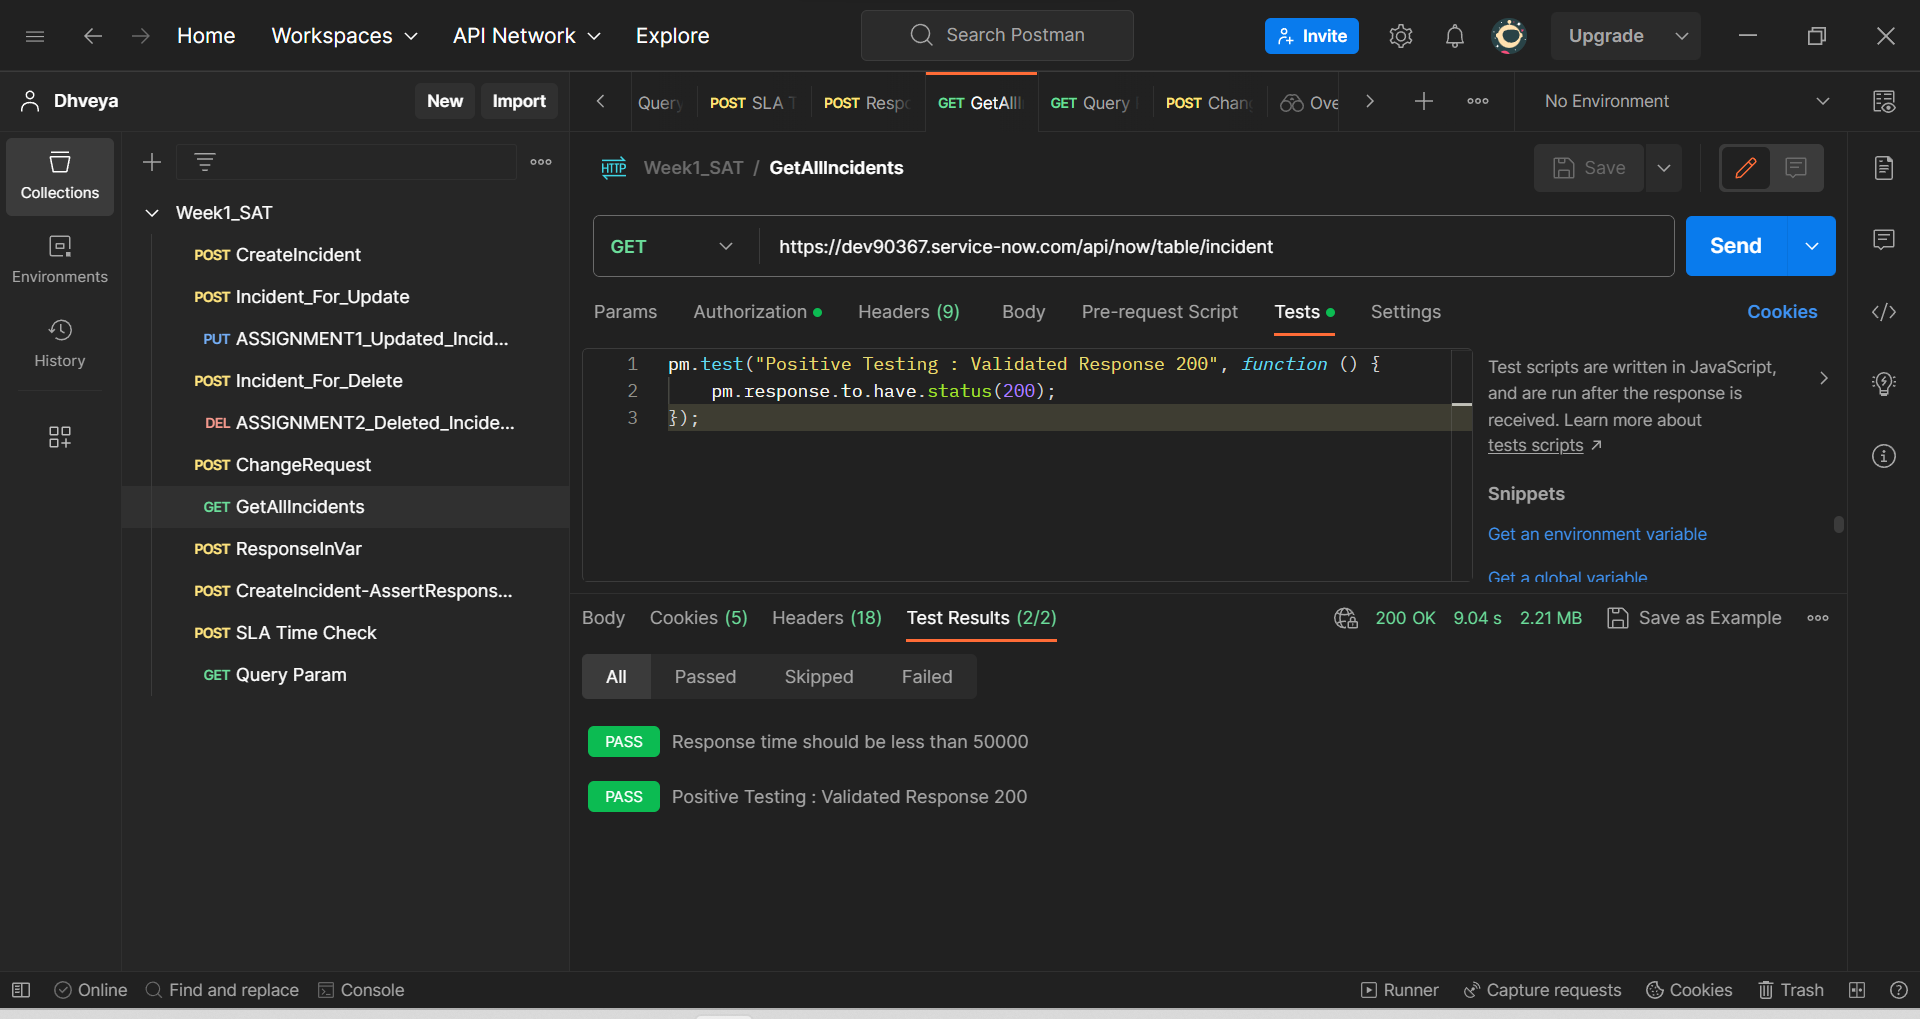 Home Workspaces API Network Explore Search Postman Invite Upgrade
Dhveya New Import Query POST SLA T POST Respo GET GetAllI GET Query POST Chan Ove No Environment
Collections
Environments
History
Week1_SAT
POST CreateIncident
POST Incident_For_Update
PUT ASSIGNMENT1_Updated_Incid...
POST Incident_For_Delete
DEL ASSIGNMENT2_Deleted_Incide...
POST ChangeRequest
GET GetAllIncidents
POST ResponseInVar
POST CreateIncident-AssertRespons...
POST SLA Time Check
GET Query Param
HTTP Week1_SAT / GetAllIncidents Save
GET https://dev90367.service-now.com/api/now/table/incident Send
Params Authorization Headers (9) Body Pre-request Script Tests Settings Cookies
1 pm.test("Positive Testing : Validated Response 200", function () {
2 pm.response.to.have.status(200);
3 });
Test scripts are written in JavaScript,
and are run after the response is
received. Learn more about
tests scripts ↗
Snippets
Get an environment variable
Get a global variable
Body Cookies (5) Headers (18) Test Results (2/2) 200 OK 9.04 s 2.21 MB Save as Example
All Passed Skipped Failed
PASS Response time should be less than 50000
PASS Positive Testing : Validated Response 200
Online Find and replace Console Runner Capture requests Cookies Trash